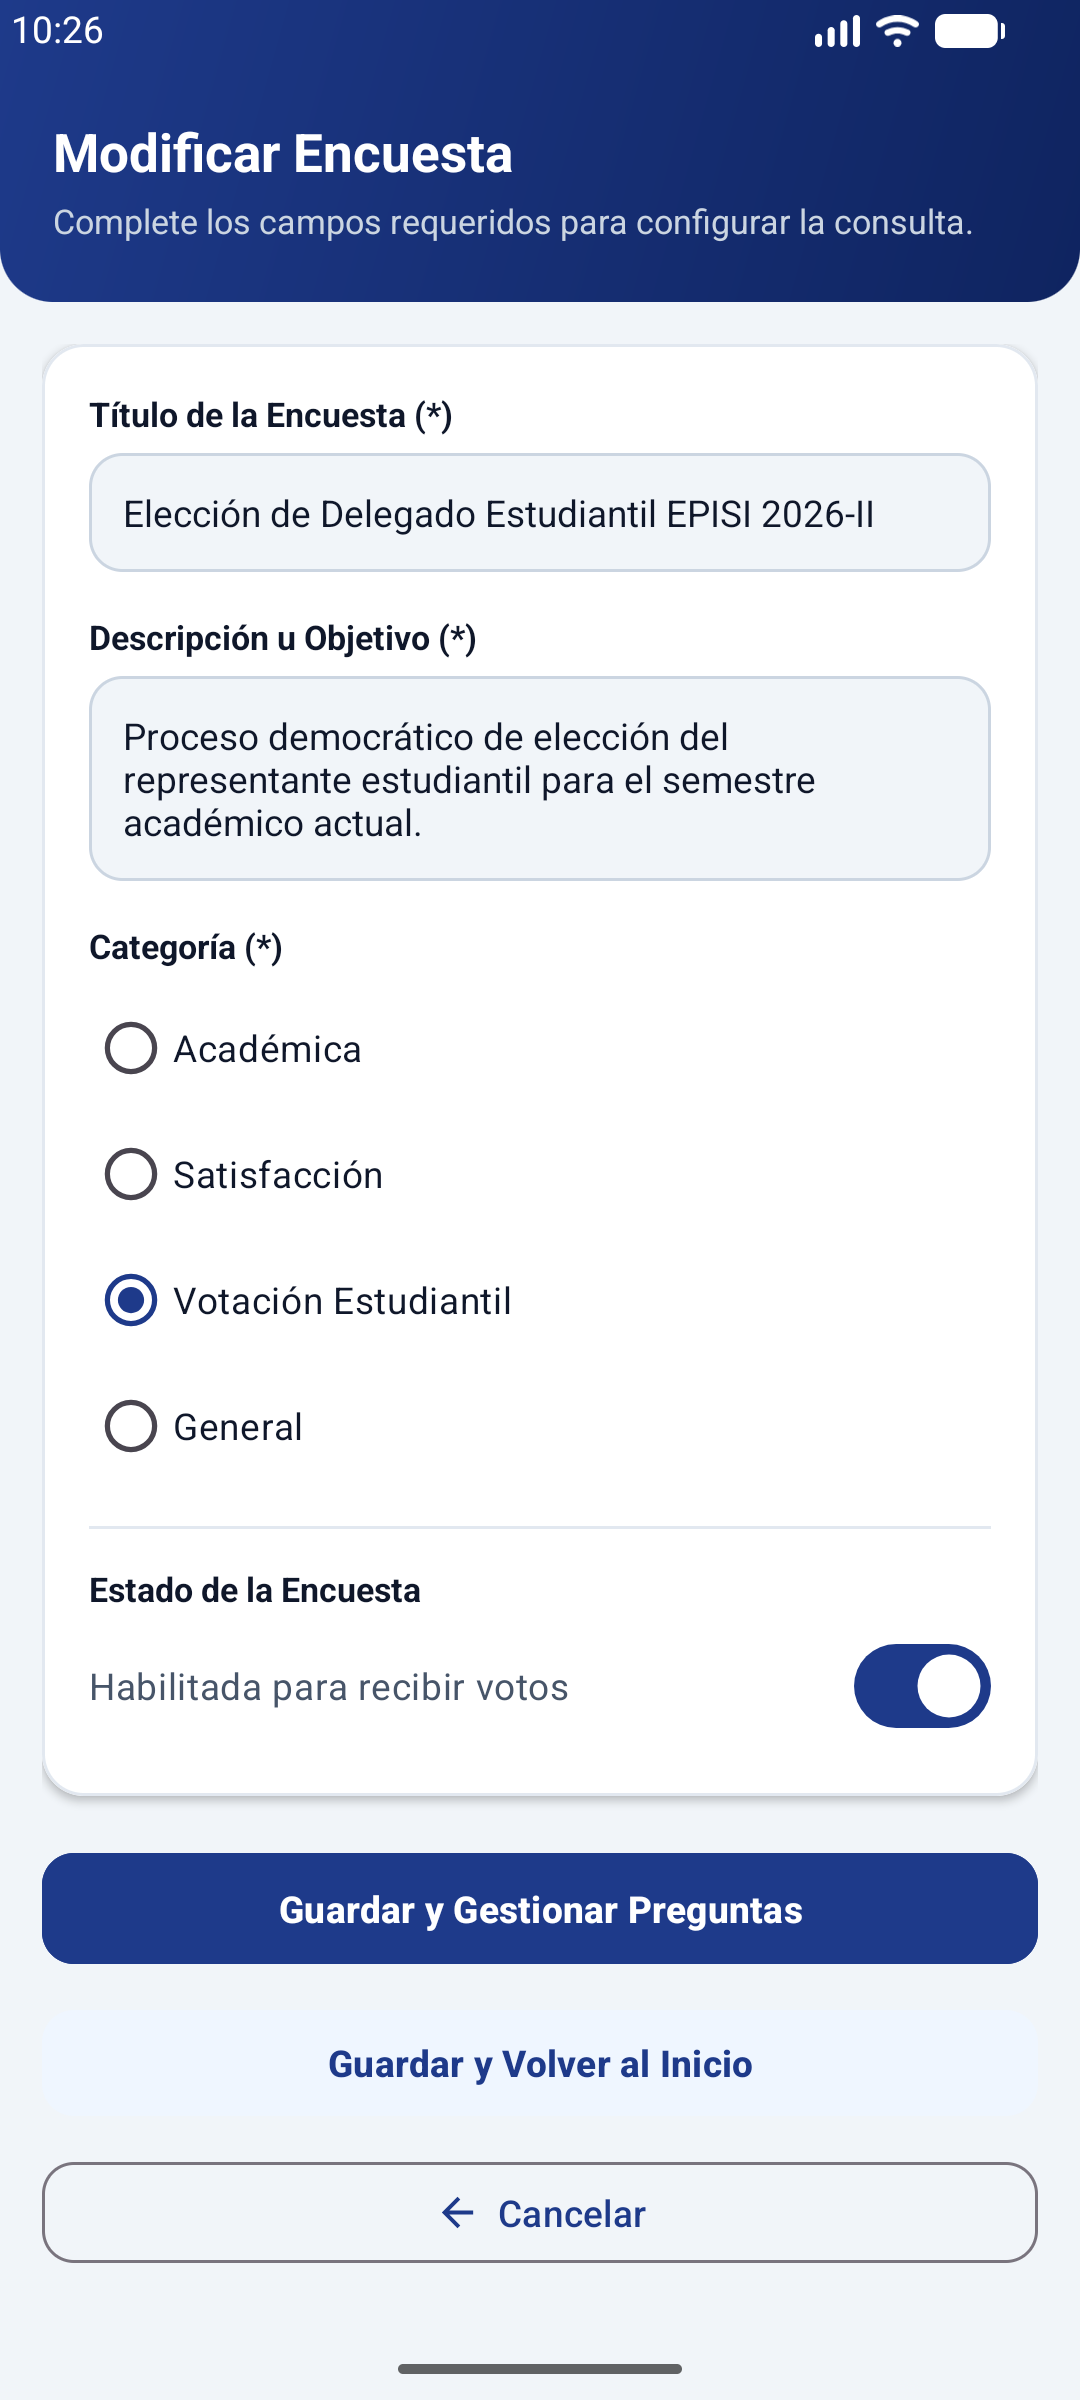 10:26
Modificar Encuesta
Complete los campos requeridos para configurar la consulta.
Título de la Encuesta (*)
Elección de Delegado Estudiantil EPISI 2026-II
Descripción u Objetivo (*)
Proceso democrático de elección del
representante estudiantil para el semestre
académico actual.
Categoría (*)
Académica
Satisfacción
Votación Estudiantil
General
Estado de la Encuesta
Habilitada para recibir votos
Guardar y Gestionar Preguntas
Guardar y Volver al Inicio
Cancelar